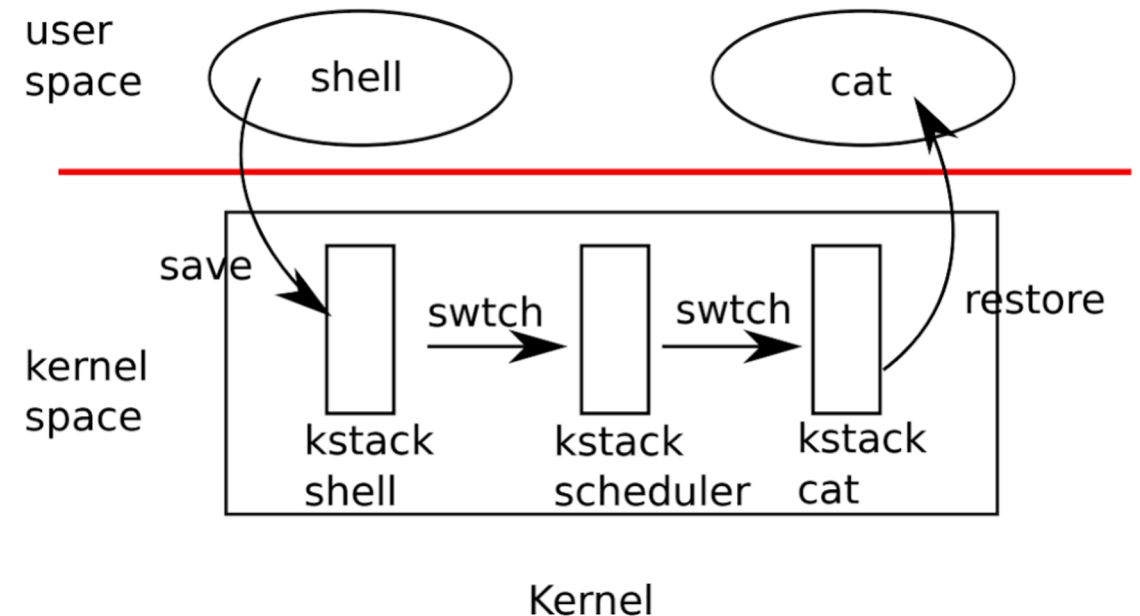 user
space
shell
cat
save
swtch
swtch
restore
kernel
space
kstack
shell
kstack
scheduler
kstack
cat
Kernel